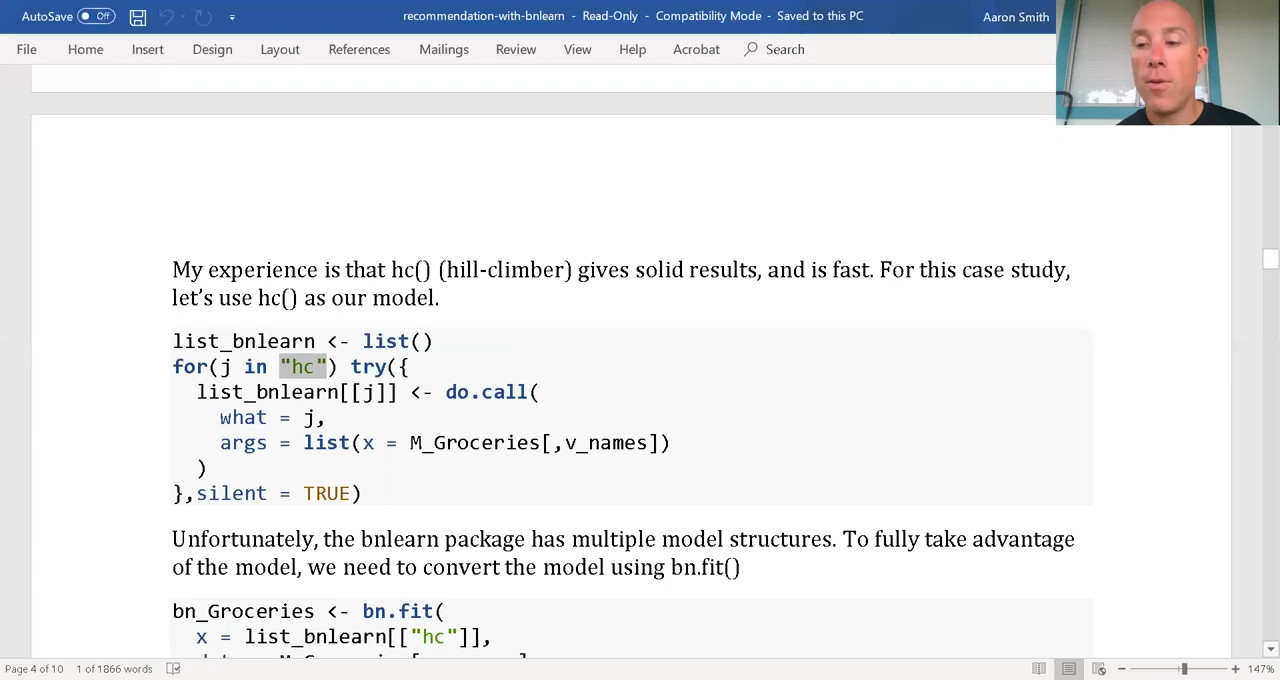 AutoSave Off recommendation-with-bnlearn - Read-Only - Compatibility Mode - Saved to this PC Aaron Smith
File Home Insert Design Layout References Mailings Review View Help Acrobat Search
My experience is that hc() (hill-climber) gives solid results, and is fast. For this case study,
let's use hc() as our model.
list_bnlearn <- list()
for(j in "hc") try({
list_bnlearn[[j]] <- do.call(
what = j,
args = list(x = M_Groceries[,v_names])
)
},silent = TRUE)
Unfortunately, the bnlearn package has multiple model structures. To fully take advantage
of the model, we need to convert the model using bn.fit()
bn_Groceries <- bn.fit(
x = list_bnlearn[["hc"]],
Page 4 of 10 1 of 1866 words 147%